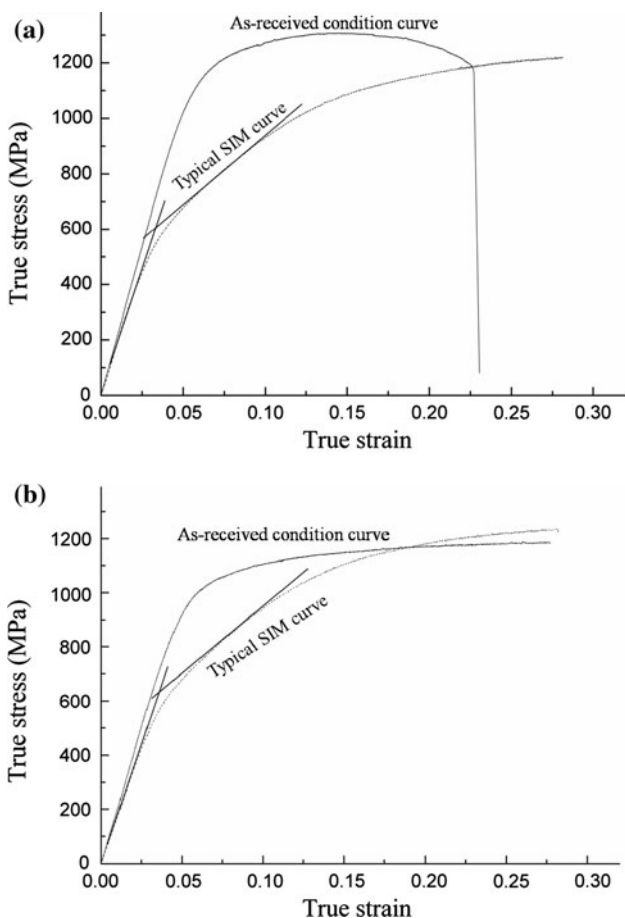 (a)
As-received condition curve
Typical SIM curve
True stress (MPa)
1200
1000
800
600
400
200
0
0.00 0.05 0.10 0.15 0.20 0.25 0.30
True strain
(b)
As-received condition curve
Typical SIM curve
True stress (MPa)
1200
1000
800
600
400
200
0
0.00 0.05 0.10 0.15 0.20 0.25 0.30
True strain